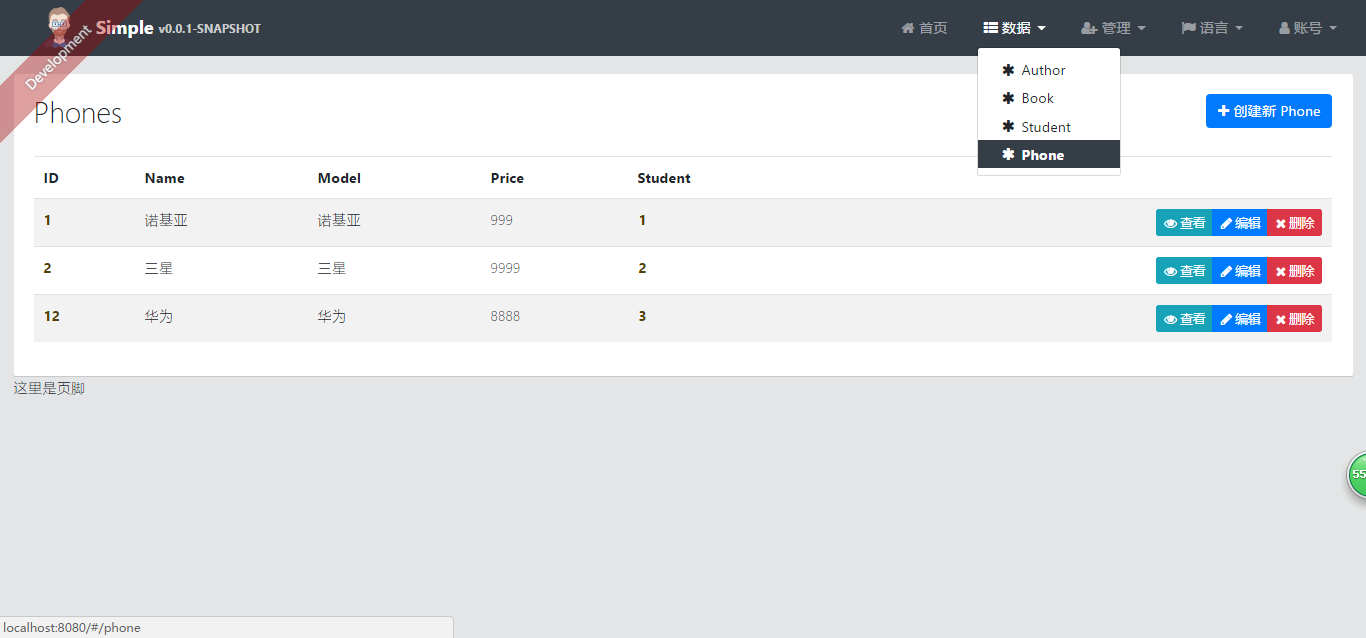 Development
Simple v0.0.1-SNAPSHOT 首页 数据 管理 语言 账号
Author
Book
Student
Phone
Phones 创建新 Phone
ID Name Model Price Student
1 诺基亚 诺基亚 999 1 查看 编辑 删除
2 三星 三星 9999 2 查看 编辑 删除
12 华为 华为 8888 3 查看 编辑 删除
这里是页脚
55
localhost:8080/#/phone